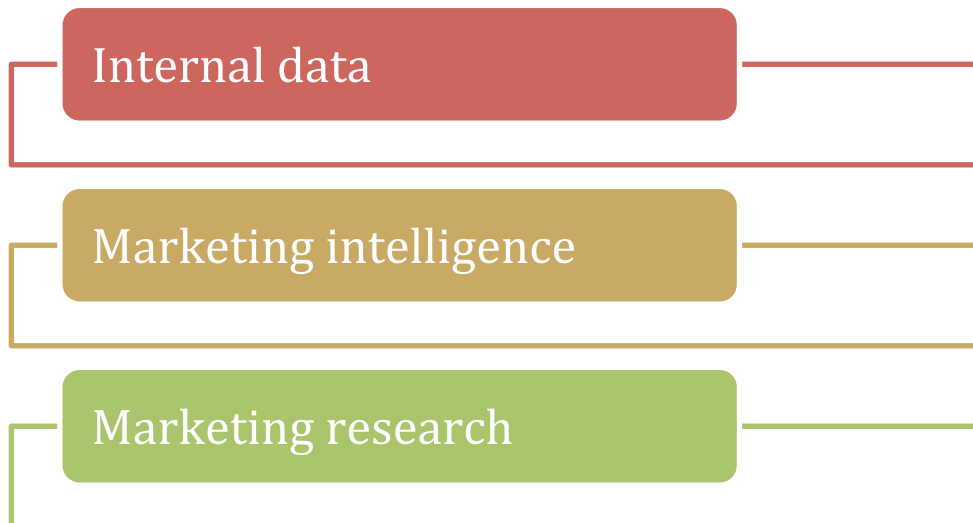 Internal data
Marketing intelligence
Marketing research